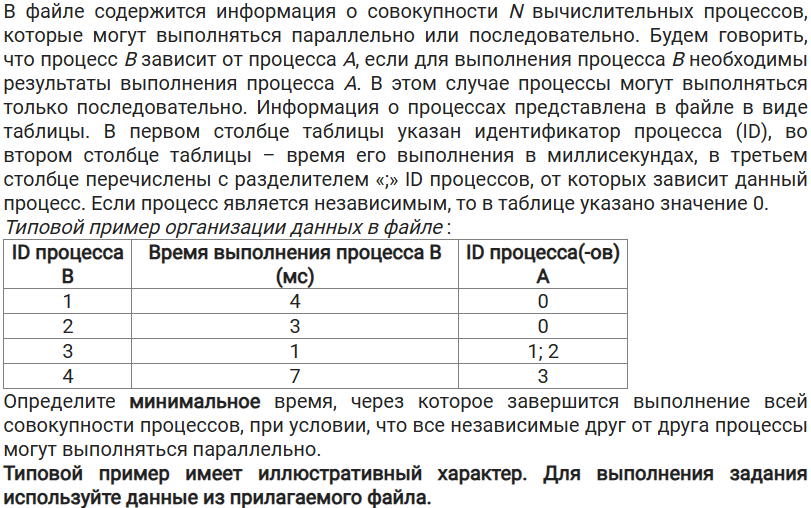 В файле содержится информация о совокупности N вычислительных процессов,
которые могут выполняться параллельно или последовательно. Будем говорить,
что процесс B зависит от процесса A, если для выполнения процесса B необходимы
результаты выполнения процесса A. В этом случае процессы могут выполняться
только последовательно. Информация о процессах представлена в файле в виде
таблицы. В первом столбце таблицы указан идентификатор процесса (ID), во
втором столбце таблицы – время его выполнения в миллисекундах, в третьем
столбце перечислены с разделителем «;» ID процессов, от которых зависит данный
процесс. Если процесс является независимым, то в таблице указано значение 0.
Типовой пример организации данных в файле :
ID процесса B Время выполнения процесса B (мс) ID процесса(-ов) A
1 4 0
2 3 0
3 1 1; 2
4 7 3
Определите минимальное время, через которое завершится выполнение всей
совокупности процессов, при условии, что все независимые друг от друга процессы
могут выполняться параллельно.
Типовой пример имеет иллюстративный характер. Для выполнения задания
используйте данные из прилагаемого файла.